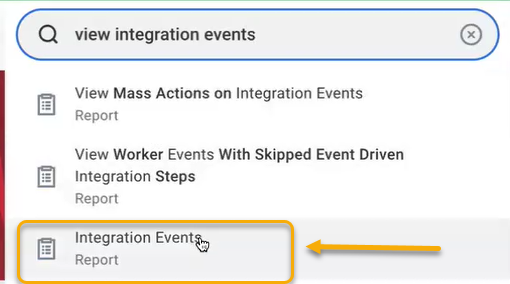 view integration events
View Mass Actions on Integration Events
Report
View Worker Events With Skipped Event Driven
Integration Steps
Report
Integration Events
Report